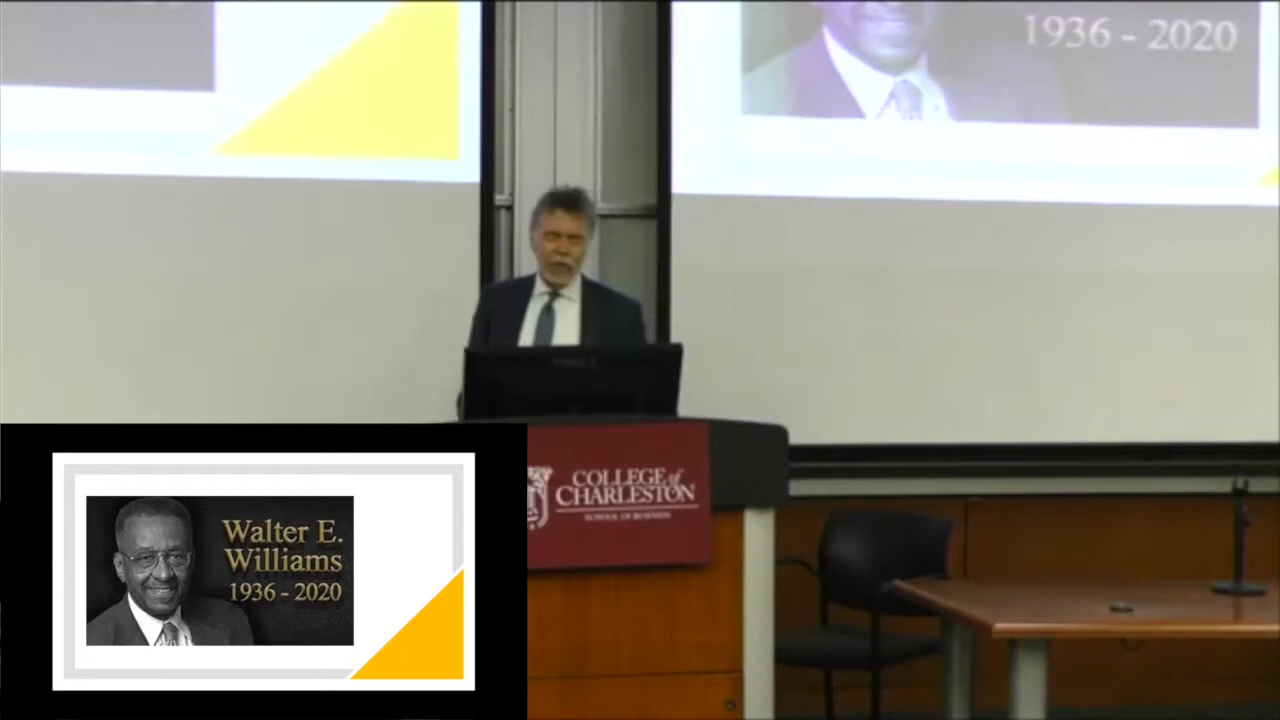 1936 - 2020
COLLEGE of
CHARLESTON
SCHOOL OF BUSINESS
Walter E.
Williams
1936 - 2020